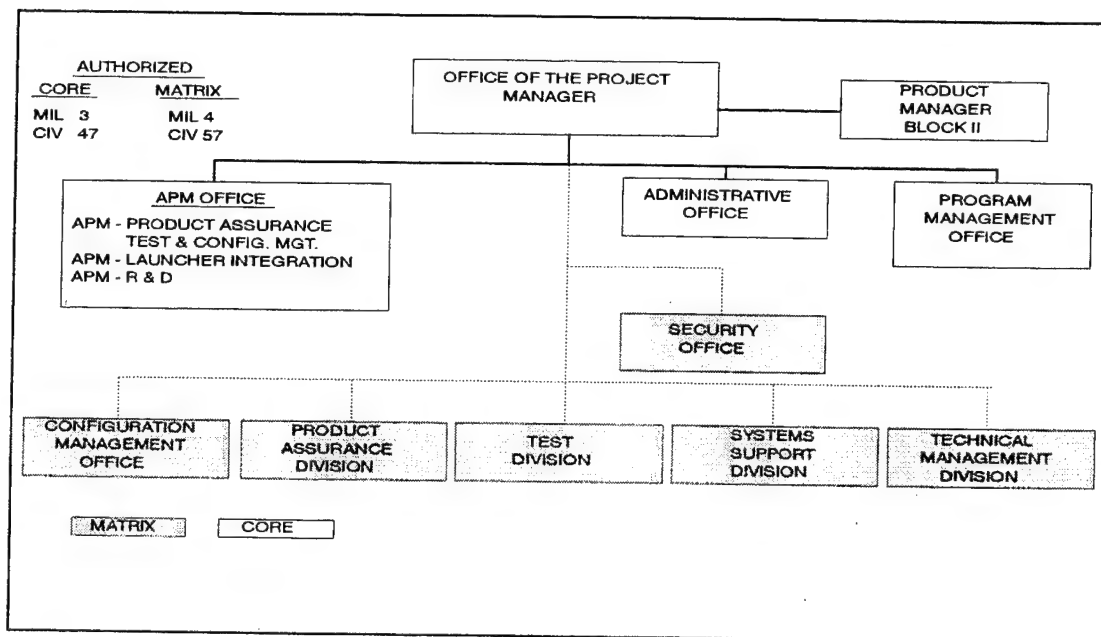 AUTHORIZED
CORE MATRIX
MIL 3 MIL 4
CIV 47 CIV 57
OFFICE OF THE PROJECT
MANAGER
PRODUCT
MANAGER
BLOCK II
APM OFFICE
APM - PRODUCT ASSURANCE
TEST & CONFIG. MGT.
APM - LAUNCHER INTEGRATION
APM - R & D
ADMINISTRATIVE
OFFICE
PROGRAM
MANAGEMENT
OFFICE
SECURITY
OFFICE
CONFIGURATION
MANAGEMENT
OFFICE
PRODUCT
ASSURANCE
DIVISION
TEST
DIVISION
SYSTEMS
SUPPORT
DIVISION
TECHNICAL
MANAGEMENT
DIVISION
MATRIX
CORE